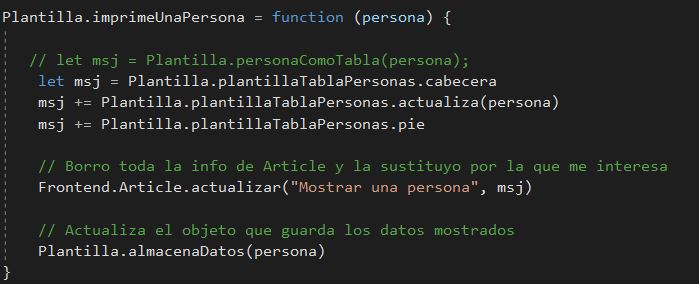 Plantilla.imprimeUnaPersona = function (persona) {
// let msj = Plantilla.personaComoTabla(persona);
let msj = Plantilla.plantillaTablaPersonas.cabecera
msj += Plantilla.plantillaTablaPersonas.actualiza(persona)
msj += Plantilla.plantillaTablaPersonas.pie
// Borro toda la info de Article y la sustituyo por la que me interesa
Frontend.Article.actualizar("Mostrar una persona", msj)
// Actualiza el objeto que guarda los datos mostrados
Plantilla.almacenaDatos(persona)
}